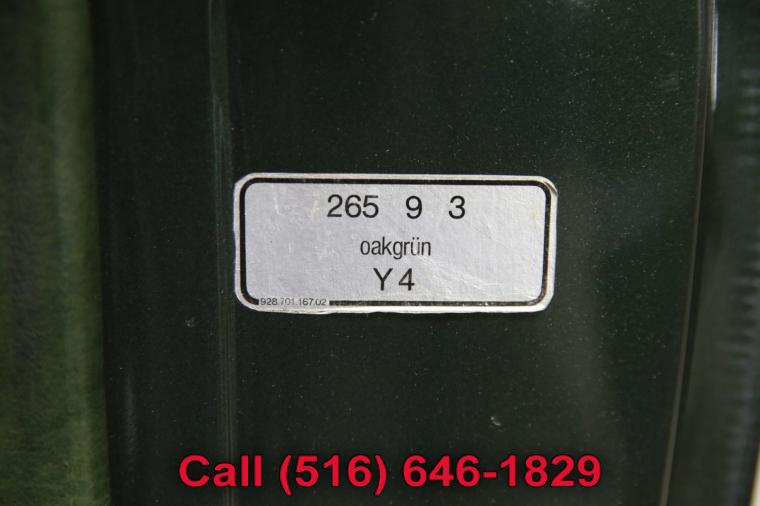 265 9 3
oakgrün
Y4
928.701.167.02
Call (516) 646-1829